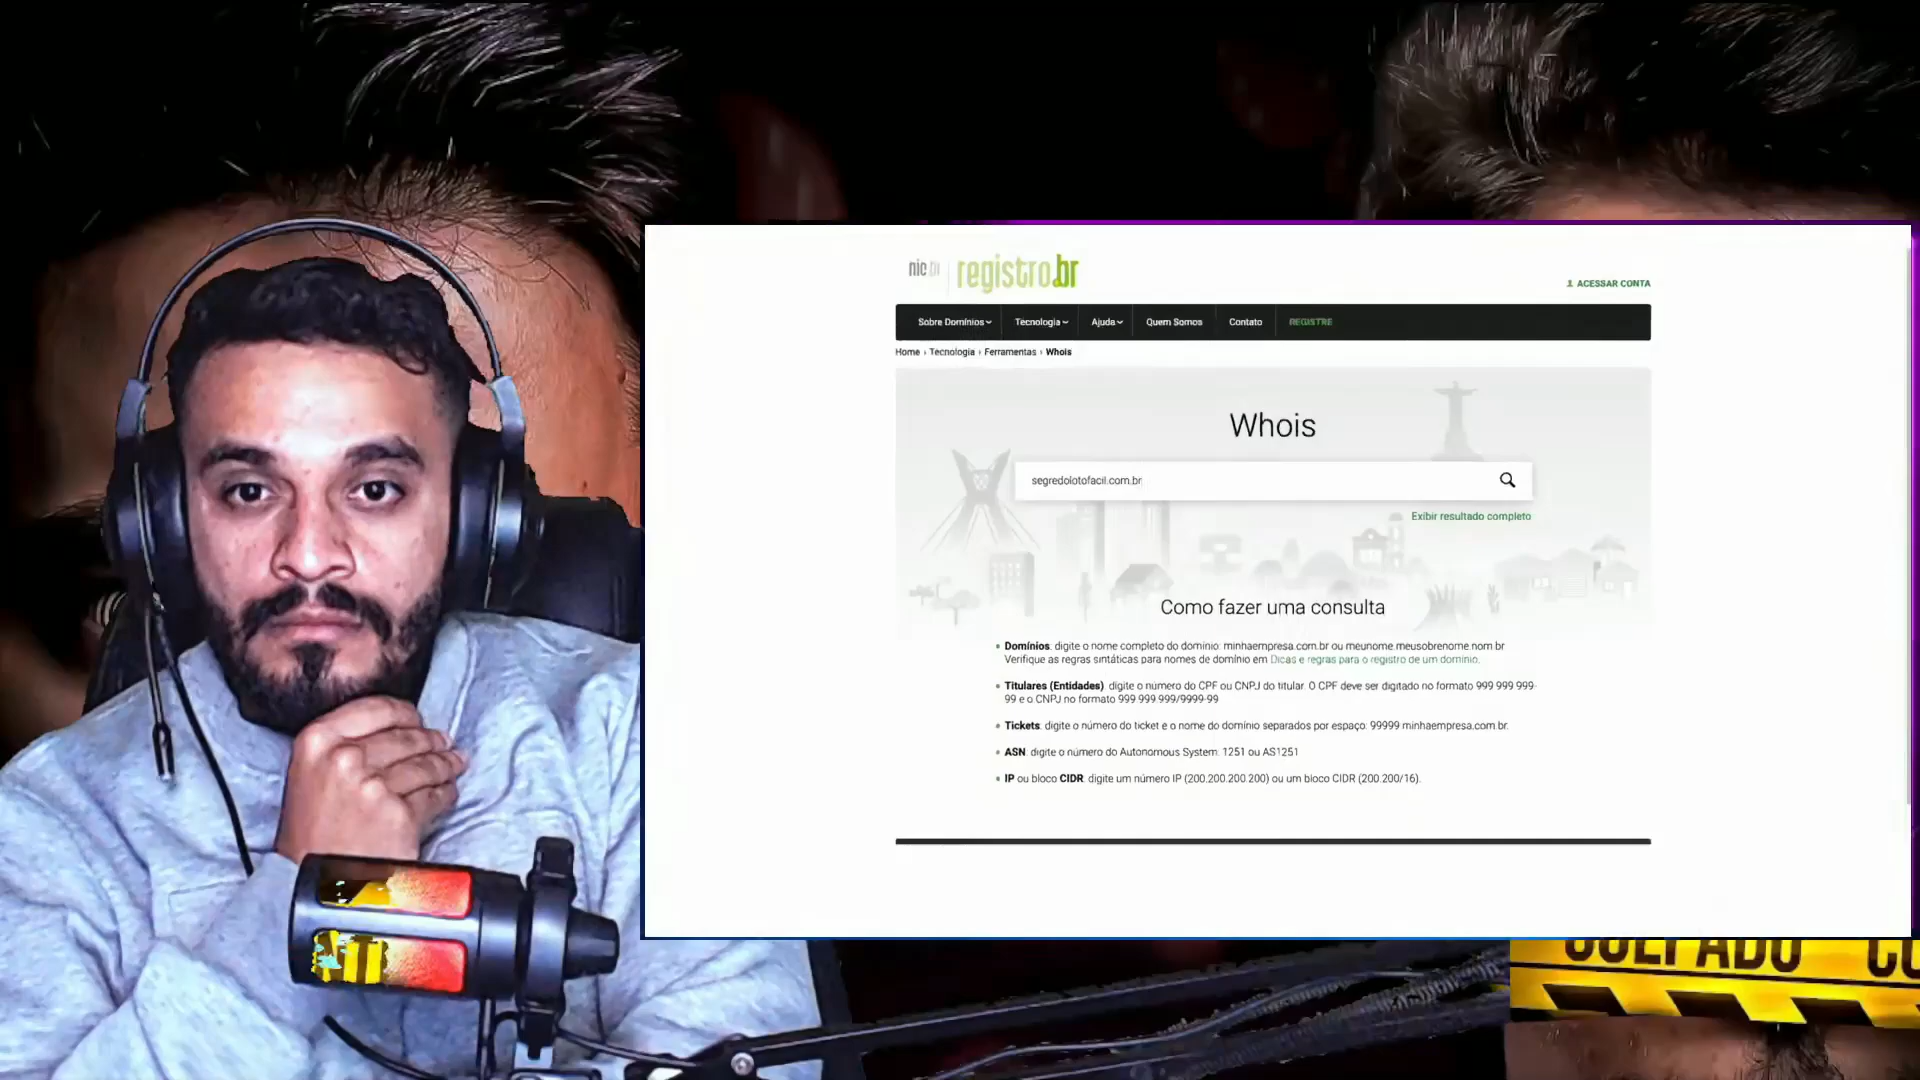 nic.br registro.br
ACESSAR CONTA
Sobre Domínios Tecnologia Ajuda Quem Somos Contato REGISTRE
Home › Tecnologia › Ferramentas › Whois
Whois
segredolotofacil.com.br
Exibir resultado completo
Como fazer uma consulta
• Domínios: digite o nome completo do domínio: minhaempresa.com.br ou meunome.meusobrenome.nom.br
Verifique as regras sintáticas para nomes de domínio em Dicas e regras para o registro de um domínio.
• Titulares (Entidades): digite o número do CPF ou CNPJ do titular. O CPF deve ser digitado no formato 999.999.999-
99 e o CNPJ no formato 999.999.999/9999-99
• Tickets: digite o número do ticket e o nome do domínio separados por espaço: 99999 minhaempresa.com.br.
• ASN: digite o número do Autonomous System: 1251 ou AS1251
• IP ou bloco CIDR: digite um número IP (200.200.200.200) ou um bloco CIDR (200.200/16).
CULPADO